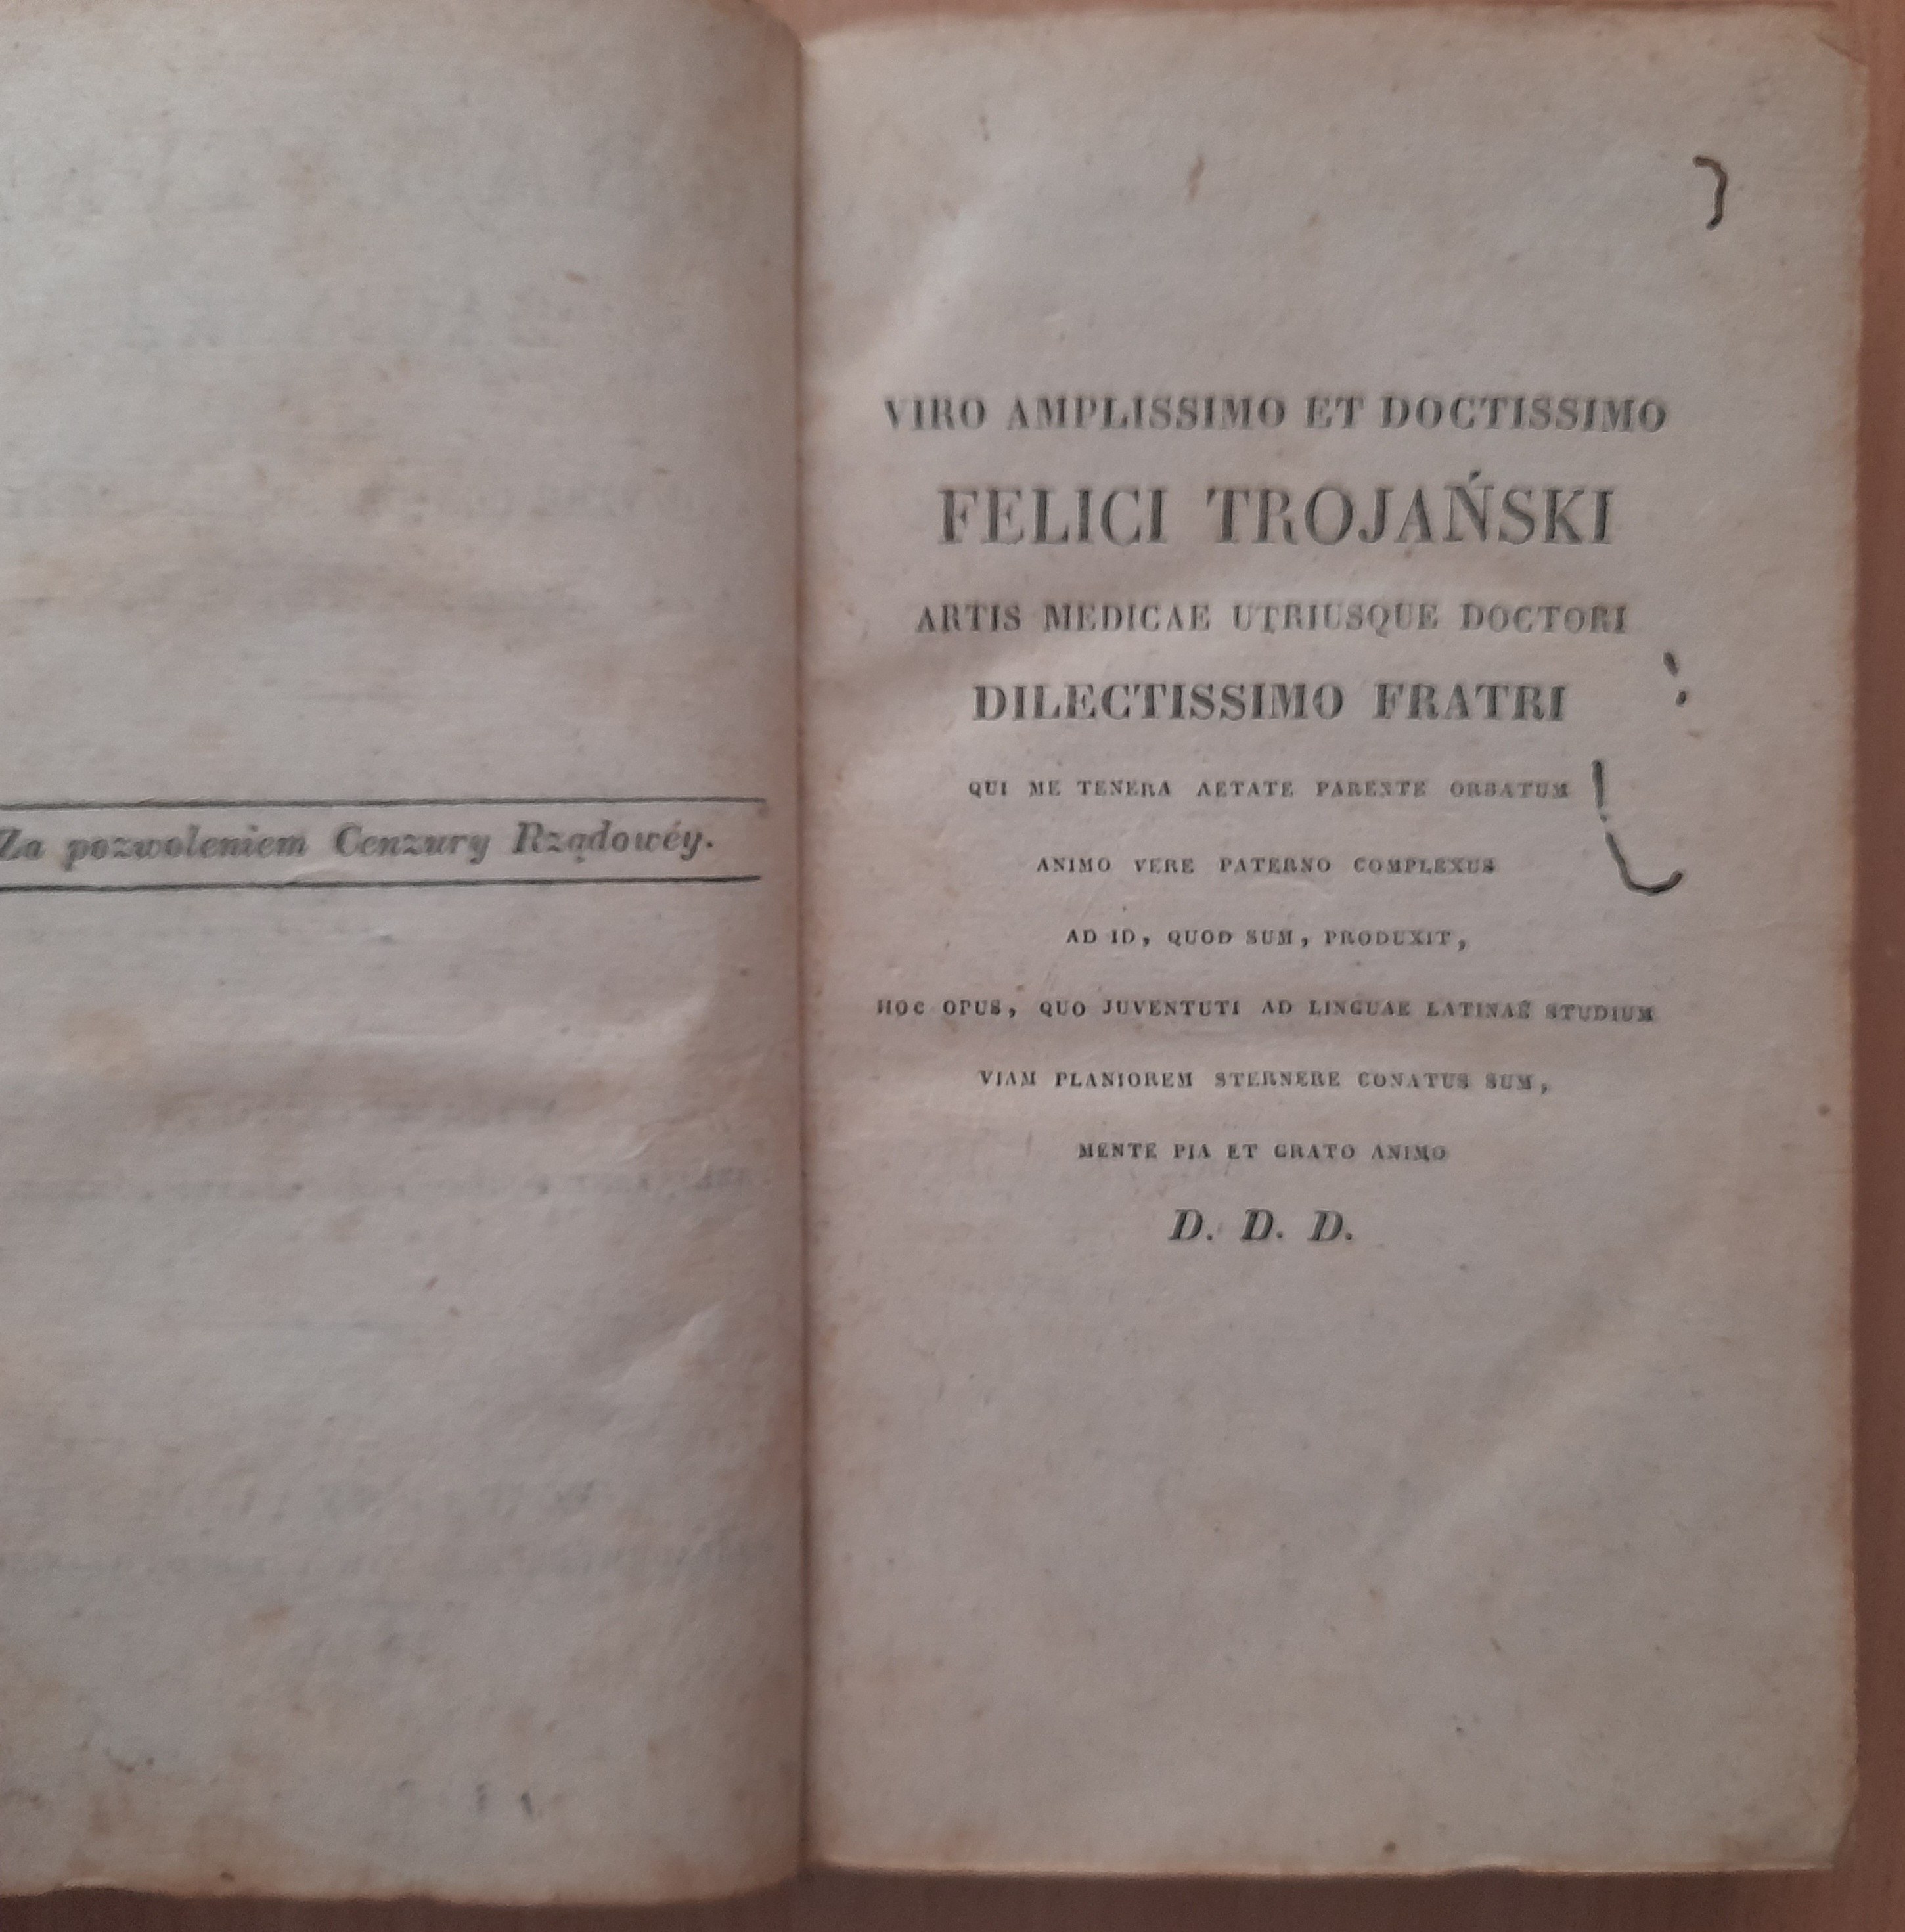 Za pozwoleniem Cenzury Rządowéy.
VIRO AMPLISSIMO ET DOCTISSIMO
FELICI TROJAŃSKI
ARTIS MEDICAE UTRIUSQUE DOCTORI
DILECTISSIMO FRATRI
QUI ME TENERA AETATE PARENTE ORBATUM
ANIMO VERE PATERNO COMPLEXUS
AD ID, QUOD SUM, PRODUXIT,
HOC OPUS, QUO JUVENTUTI AD LINGUAE LATINAE STUDIUM
VIAM PLANIOREM STERNERE CONATUS SUM,
MENTE PIA ET GRATO ANIMO
D. D. D.